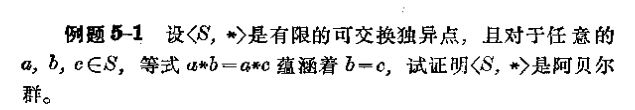 例题5-1 设〈S, *〉是有限的可交换独异点，且对于任意的
a, b, c∈S, 等式 a*b=a*c 蕴涵着 b=c, 试证明〈S, *〉是阿贝尔
群。